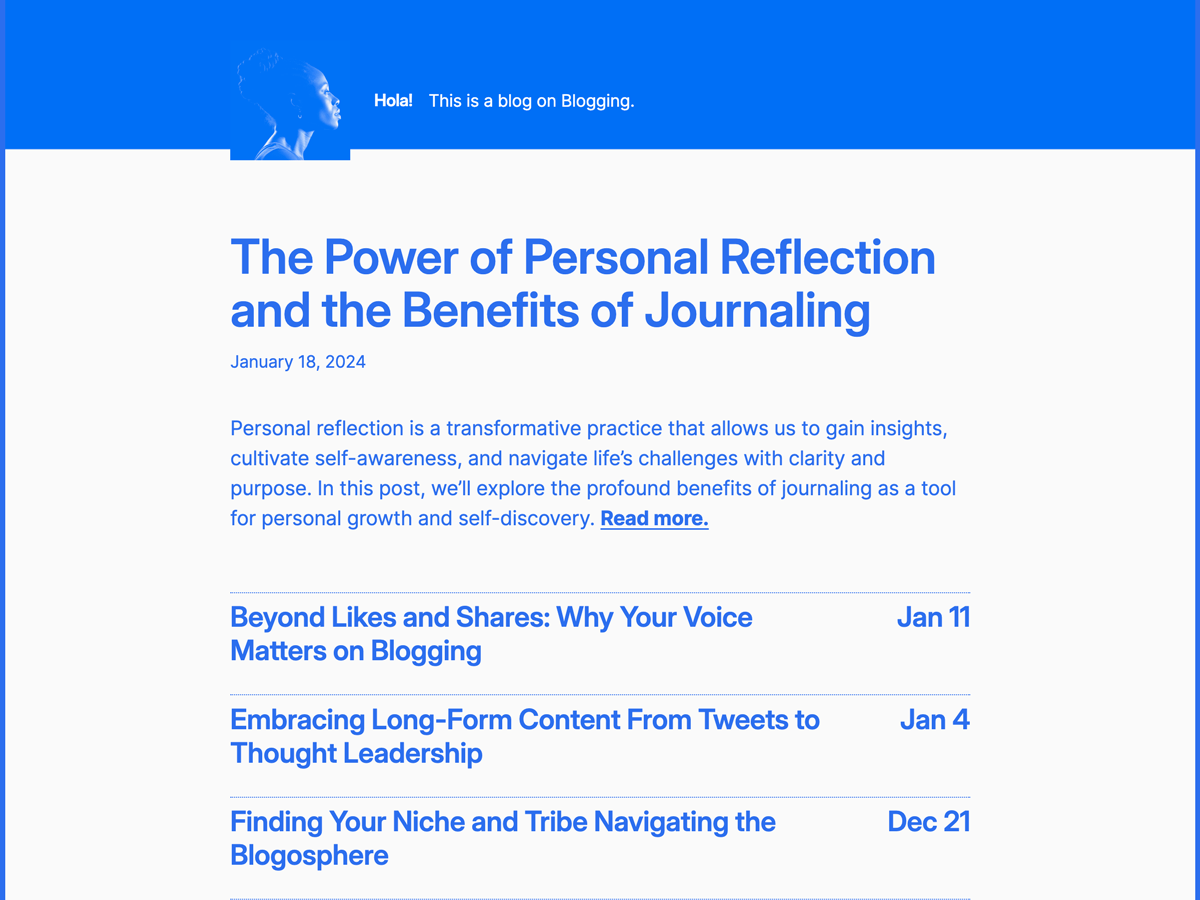 Hola! This is a blog on Blogging.
The Power of Personal Reflection
and the Benefits of Journaling
January 18, 2024
Personal reflection is a transformative practice that allows us to gain insights,
cultivate self-awareness, and navigate life’s challenges with clarity and
purpose. In this post, we’ll explore the profound benefits of journaling as a tool
for personal growth and self-discovery. Read more.
Beyond Likes and Shares: Why Your Voice
Matters on Blogging
Jan 11
Embracing Long-Form Content From Tweets to
Thought Leadership
Jan 4
Finding Your Niche and Tribe Navigating the
Blogosphere
Dec 21